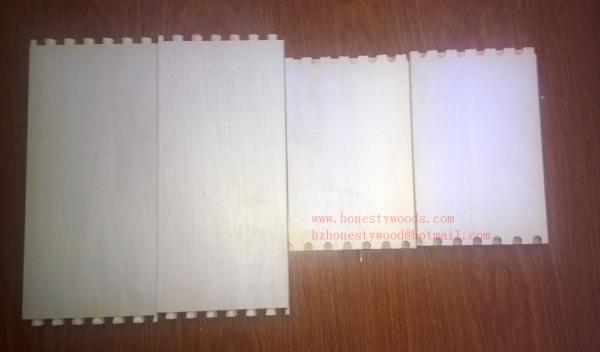 www.honestywoods.com
hzhonestywood@hotmail.com